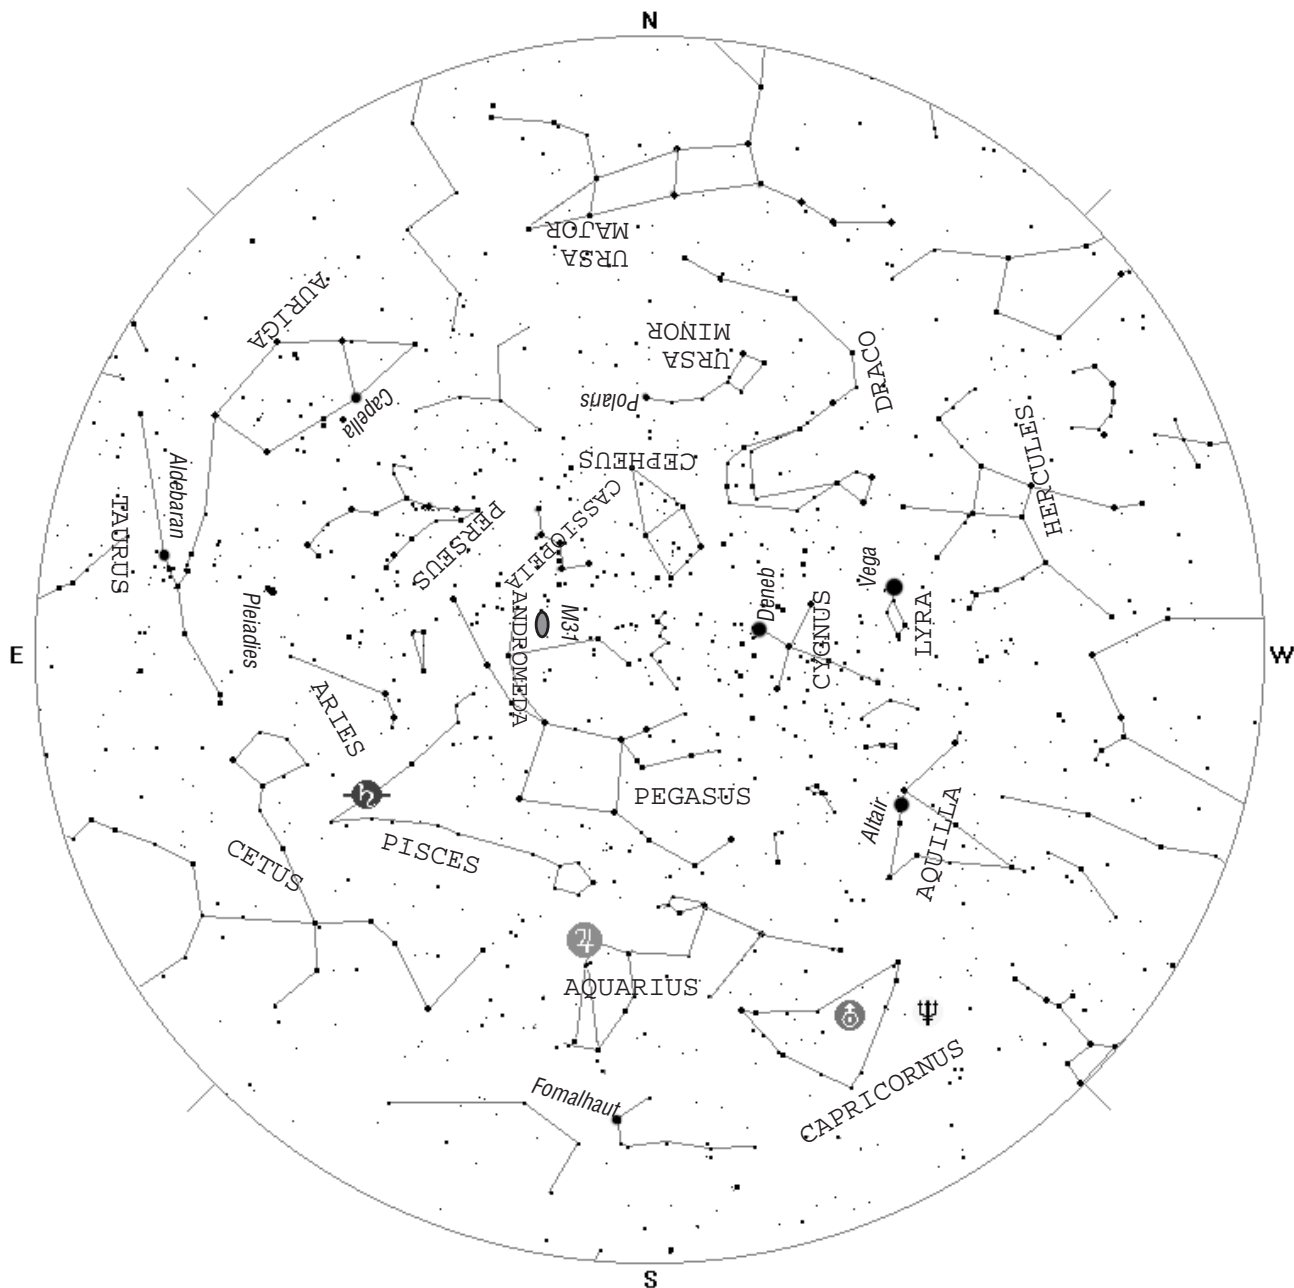 N
URSA
MAJOR
AURIGA
URSA
MINOR
DRACO
Polaris
Capella
HERCULES
CEPHEUS
Aldebaran
TAURUS
CASSIOPEIA
PERSEUS
Vega
Deneb
Pleiadies
M31
LYRA
CYGNUS
ANDROMEDA
E
W
ARIES
PEGASUS
Altair
AQUILLA
PISCES
CETUS
♄
♃
AQUARIUS
♅
♆
CAPRICORNUS
Fomalhaut
S